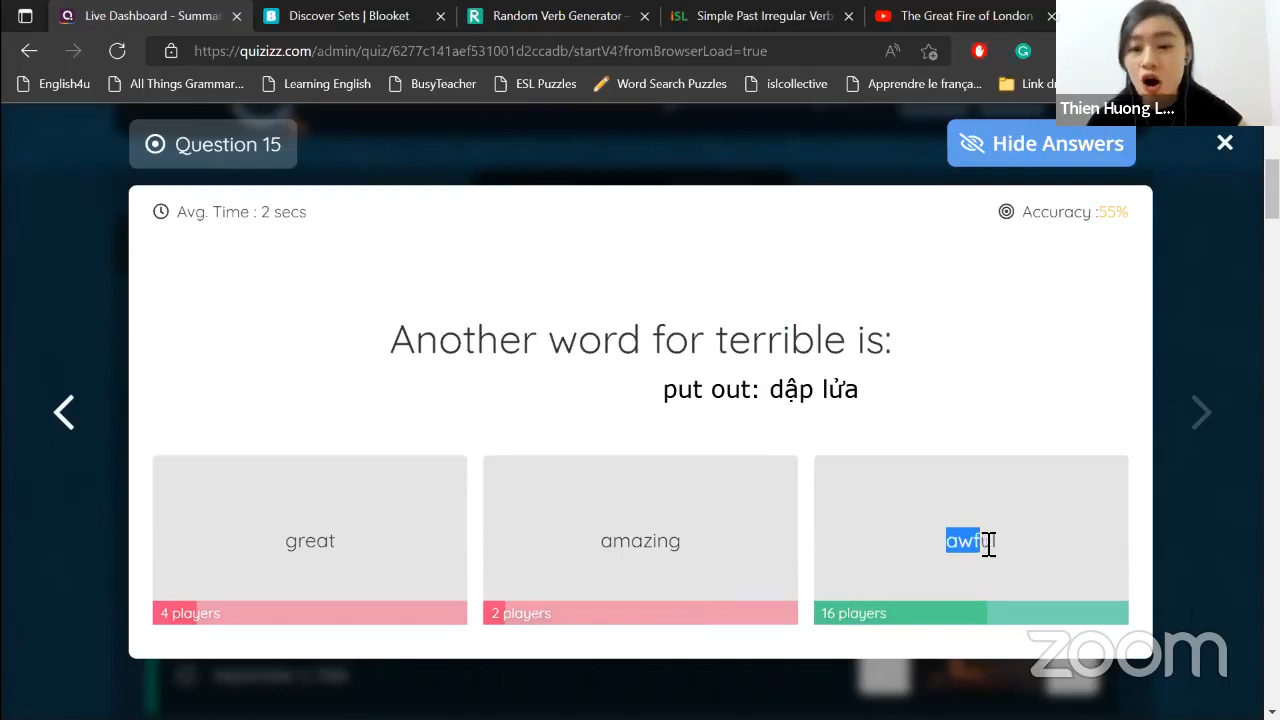 Live Dashboard - Summar
Discover Sets | Blooket
Random Verb Generator -
iSL Simple Past Irregular Verb
The Great Fire of London
https://quizizz.com/admin/quiz/6277c141aef531001d2ccadb/startV4?fromBrowserLoad=true
English4u
All Things Grammar...
Learning English
ESL Puzzles
Word Search Puzzles
islcollective
Apprendre le frança...
Thien Huong L...
Question 15
Hide Answers
Avg. Time : 2 secs
Accuracy :55%
Another word for terrible is:
put out: dập lửa
great
amazing
awful
4 players
2 players
16 players
zoom